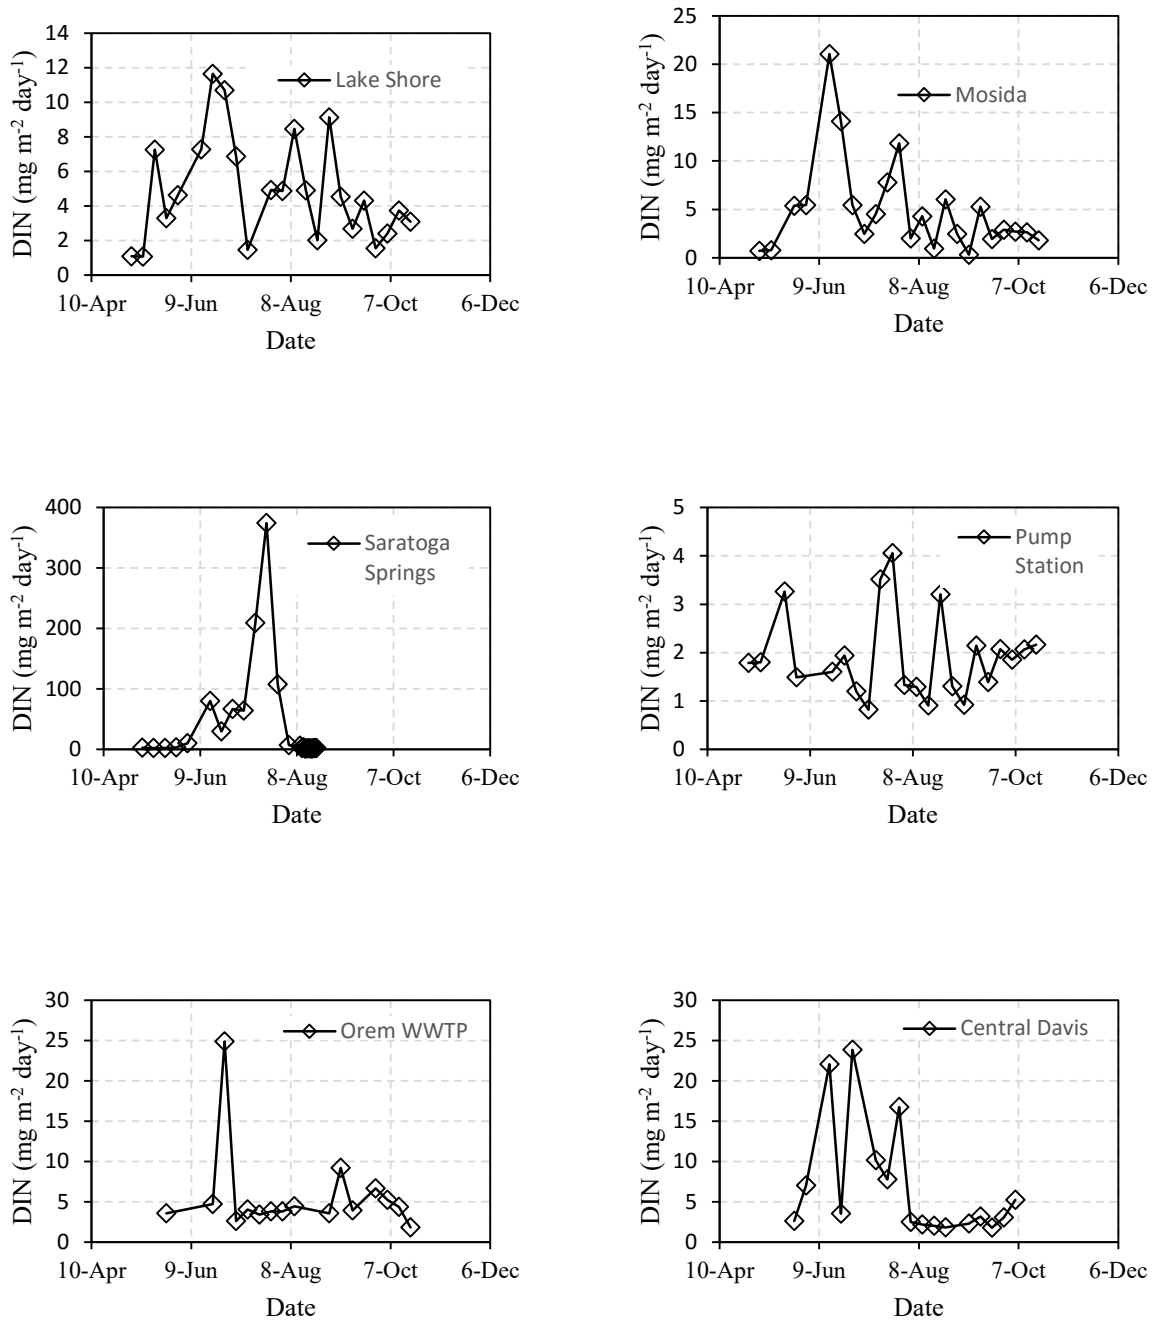 14
12
10
8
6
4
2
0
DIN (mg m-2 day-1)
Lake Shore
10-Apr 9-Jun 8-Aug 7-Oct 6-Dec
Date
25
20
15
10
5
0
DIN (mg m-2 day-1)
Mosida
10-Apr 9-Jun 8-Aug 7-Oct 6-Dec
Date
400
300
200
100
0
DIN (mg m-2 day-1)
Saratoga
Springs
10-Apr 9-Jun 8-Aug 7-Oct 6-Dec
Date
5
4
3
2
1
0
DIN (mg m-2 day-1)
Pump
Station
10-Apr 9-Jun 8-Aug 7-Oct 6-Dec
Date
30
25
20
15
10
5
0
DIN (mg m-2 day-1)
Orem WWTP
10-Apr 9-Jun 8-Aug 7-Oct 6-Dec
Date
30
25
20
15
10
5
0
DIN (mg m-2 day-1)
Central Davis
10-Apr 9-Jun 8-Aug 7-Oct 6-Dec
Date